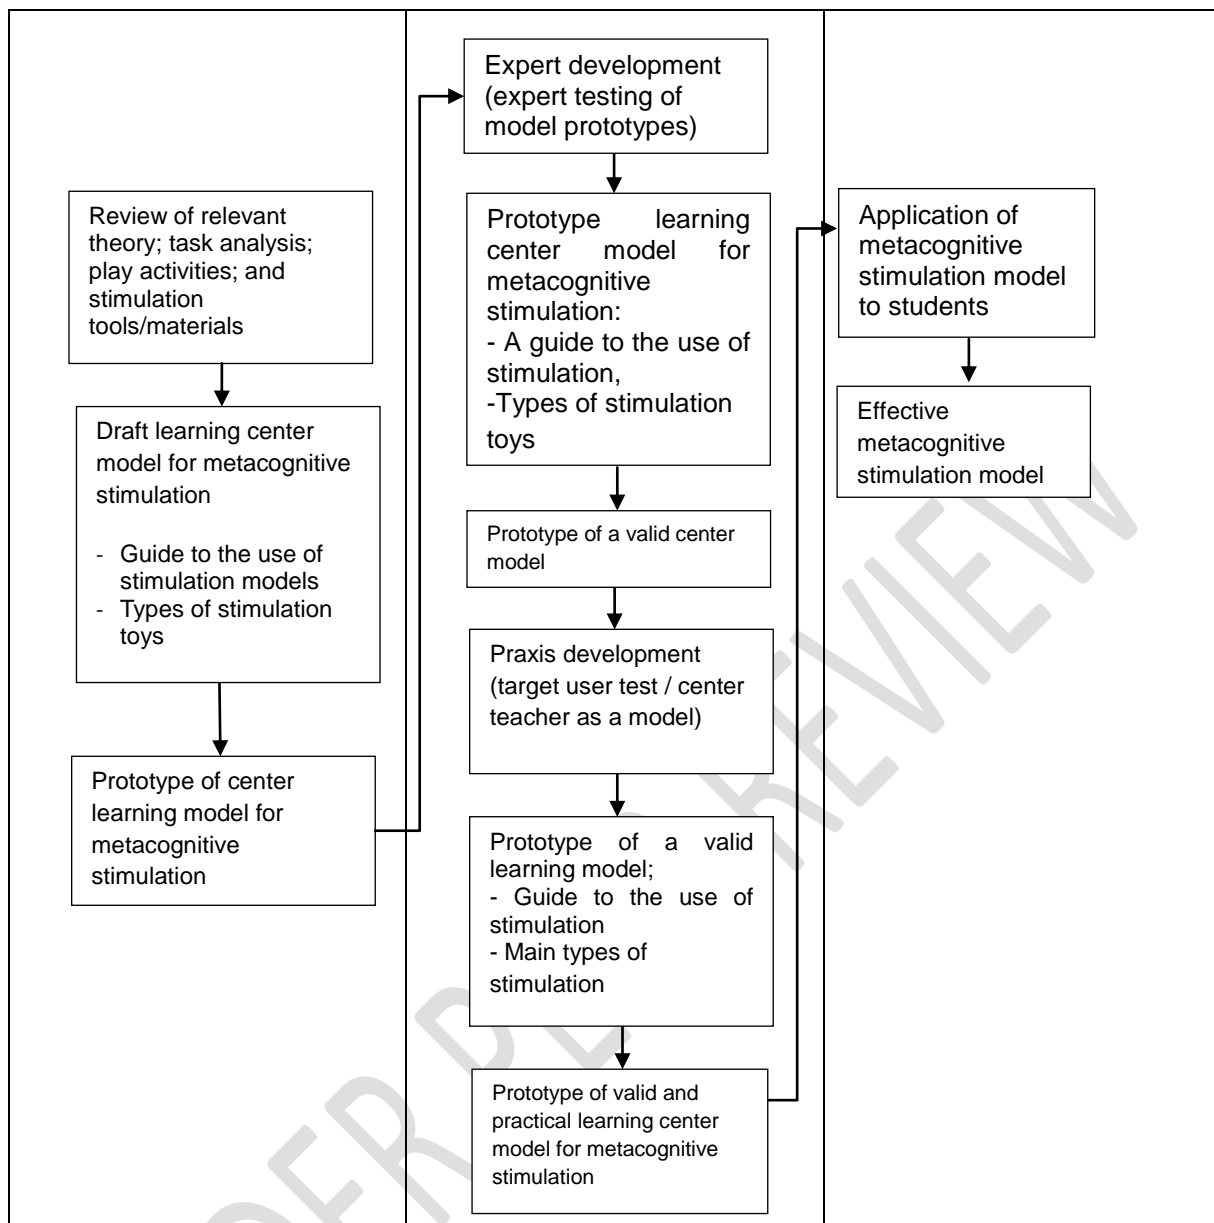 Review of relevant
theory; task analysis;
play activities; and
stimulation
tools/materials
Draft learning center
model for metacognitive
stimulation
- Guide to the use of
stimulation models
- Types of stimulation
toys
Prototype of center
learning model for
metacognitive
stimulation
Expert development
(expert testing of
model prototypes)
Prototype learning
center model for
metacognitive
stimulation:
- A guide to the use of
stimulation,
-Types of stimulation
toys
Prototype of a valid center
model
Praxis development
(target user test / center
teacher as a model)
Prototype of a valid
learning model;
- Guide to the use of
stimulation
- Main types of
stimulation
Prototype of valid and
practical learning center
model for metacognitive
stimulation
Application of
metacognitive
stimulation model
to students
Effective
metacognitive
stimulation model
REVIEW